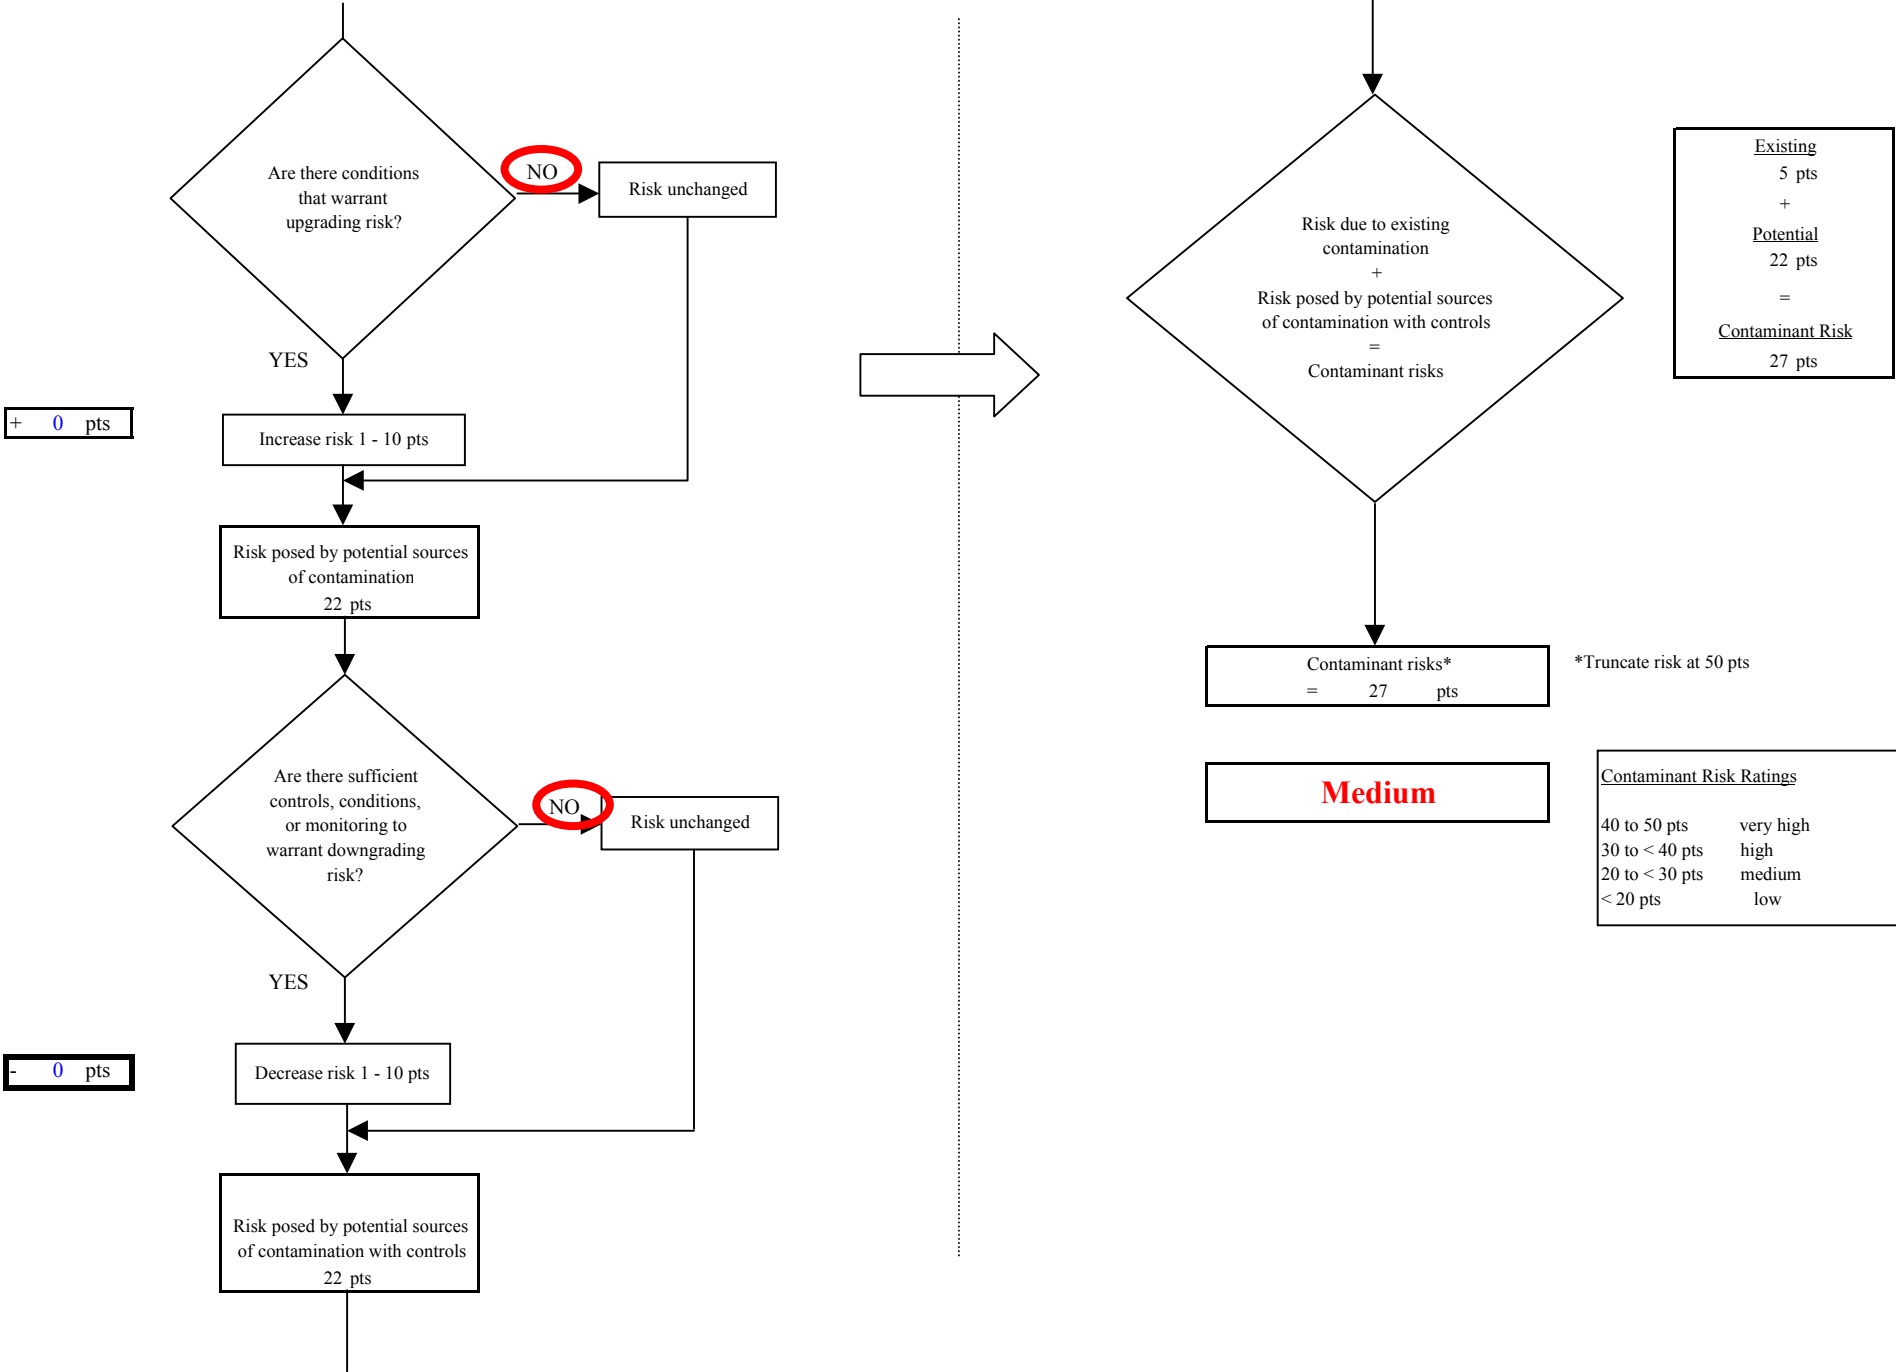 Are there conditions
that warrant
upgrading risk?
NO
Risk unchanged
YES
+ 0 pts
Increase risk 1 - 10 pts
Risk posed by potential sources
of contamination
22 pts
Are there sufficient
controls, conditions,
or monitoring to
warrant downgrading
risk?
NO
Risk unchanged
YES
- 0 pts
Decrease risk 1 - 10 pts
Risk posed by potential sources
of contamination with controls
22 pts
Risk due to existing
contamination
+
Risk posed by potential sources
of contamination with controls
=
Contaminant risks
Existing
5 pts
+
Potential
22 pts
=
Contaminant Risk
27 pts
Contaminant risks*
= 27 pts
*Truncate risk at 50 pts
Medium
Contaminant Risk Ratings
40 to 50 pts very high
30 to < 40 pts high
20 to < 30 pts medium
< 20 pts low